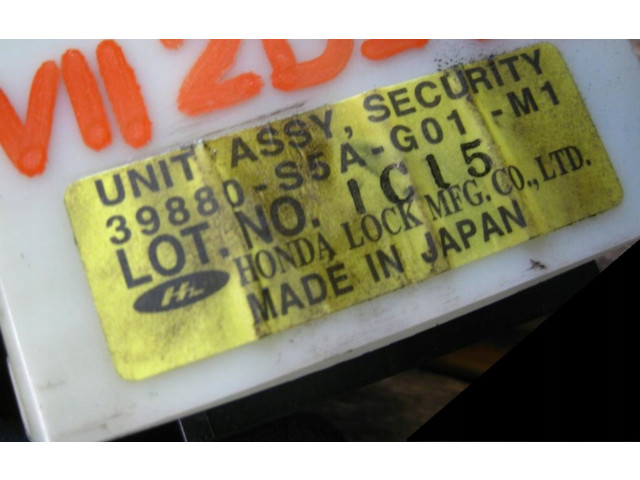 VII 2D
UNIT ASSY, SECURITY
39880-S5A-G01 -M1
LOT. NO. 1C15
HL HONDA LOCK MFG. CO., LTD.
MADE IN JAPAN